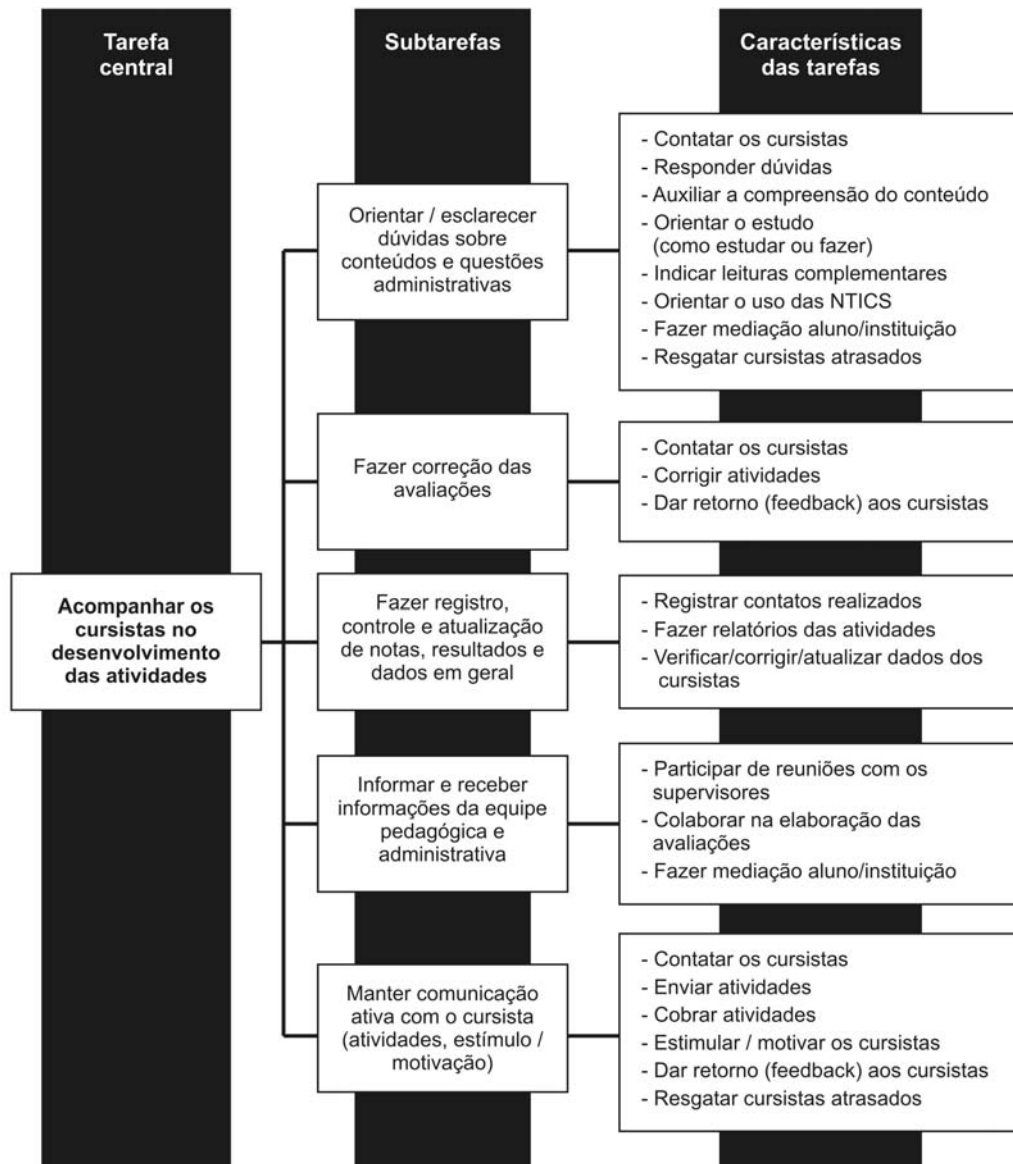 Tarefa
central
Subtarefas
Características
das tarefas
Acompanhar os
cursistas no
desenvolvimento
das atividades
Orientar / esclarecer
dúvidas sobre
conteúdos e questões
administrativas
- Contatar os cursistas
- Responder dúvidas
- Auxiliar a compreensão do conteúdo
- Orientar o estudo
(como estudar ou fazer)
- Indicar leituras complementares
- Orientar o uso das NTICS
- Fazer mediação aluno/instituição
- Resgatar cursistas atrasados
Fazer correção das
avaliações
- Contatar os cursistas
- Corrigir atividades
- Dar retorno (feedback) aos cursistas
Fazer registro,
controle e atualização
de notas, resultados e
dados em geral
- Registrar contatos realizados
- Fazer relatórios das atividades
- Verificar/corrigir/atualizar dados dos
cursistas
Informar e receber
informações da equipe
pedagógica e
administrativa
- Participar de reuniões com os
supervisores
- Colaborar na elaboração das
avaliações
- Fazer mediação aluno/instituição
Manter comunicação
ativa com o cursista
(atividades, estímulo /
motivação)
- Contatar os cursistas
- Enviar atividades
- Cobrar atividades
- Estimular / motivar os cursistas
- Dar retorno (feedback) aos cursistas
- Resgatar cursistas atrasados